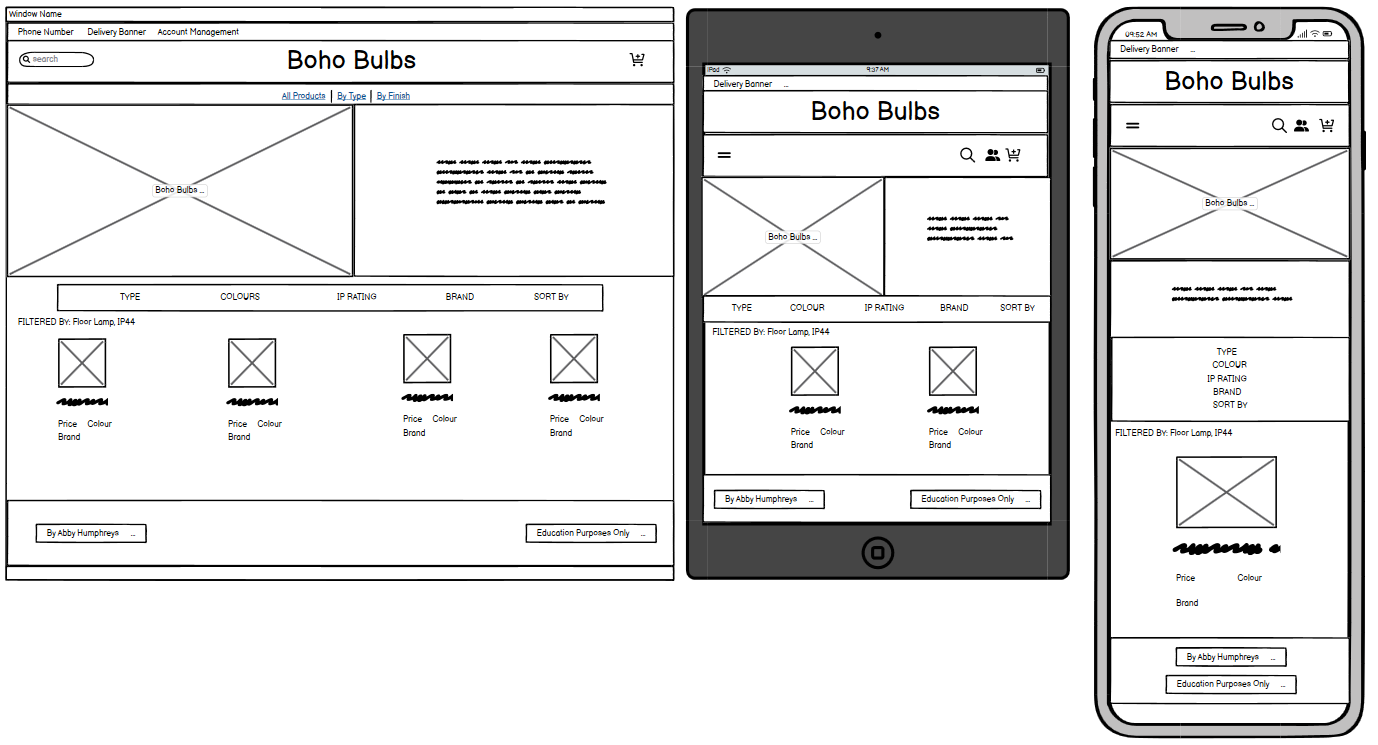 Window Name
Phone Number Delivery Banner Account Management
search
Boho Bulbs
All Products By Type By Finish
Boho Bulbs ...
TYPE COLOURS IP RATING BRAND SORT BY
FILTERED BY: Floor Lamp, IP44
Price Colour Price Colour Price Colour Price Colour
Brand Brand Brand Brand
By Abby Humphreys ... Education Purposes Only ...
iPad 9:37 AM
Delivery Banner ...
Boho Bulbs
Boho Bulbs ...
TYPE COLOUR IP RATING BRAND SORT BY
FILTERED BY: Floor Lamp, IP44
Price Colour Price Colour
Brand Brand
By Abby Humphreys ... Education Purposes Only ...
09:52 AM
Delivery Banner ...
Boho Bulbs
Boho Bulbs ...
TYPE
COLOUR
IP RATING
BRAND
SORT BY
FILTERED BY: Floor Lamp, IP44
Price Colour
Brand
By Abby Humphreys ...
Education Purposes Only ...